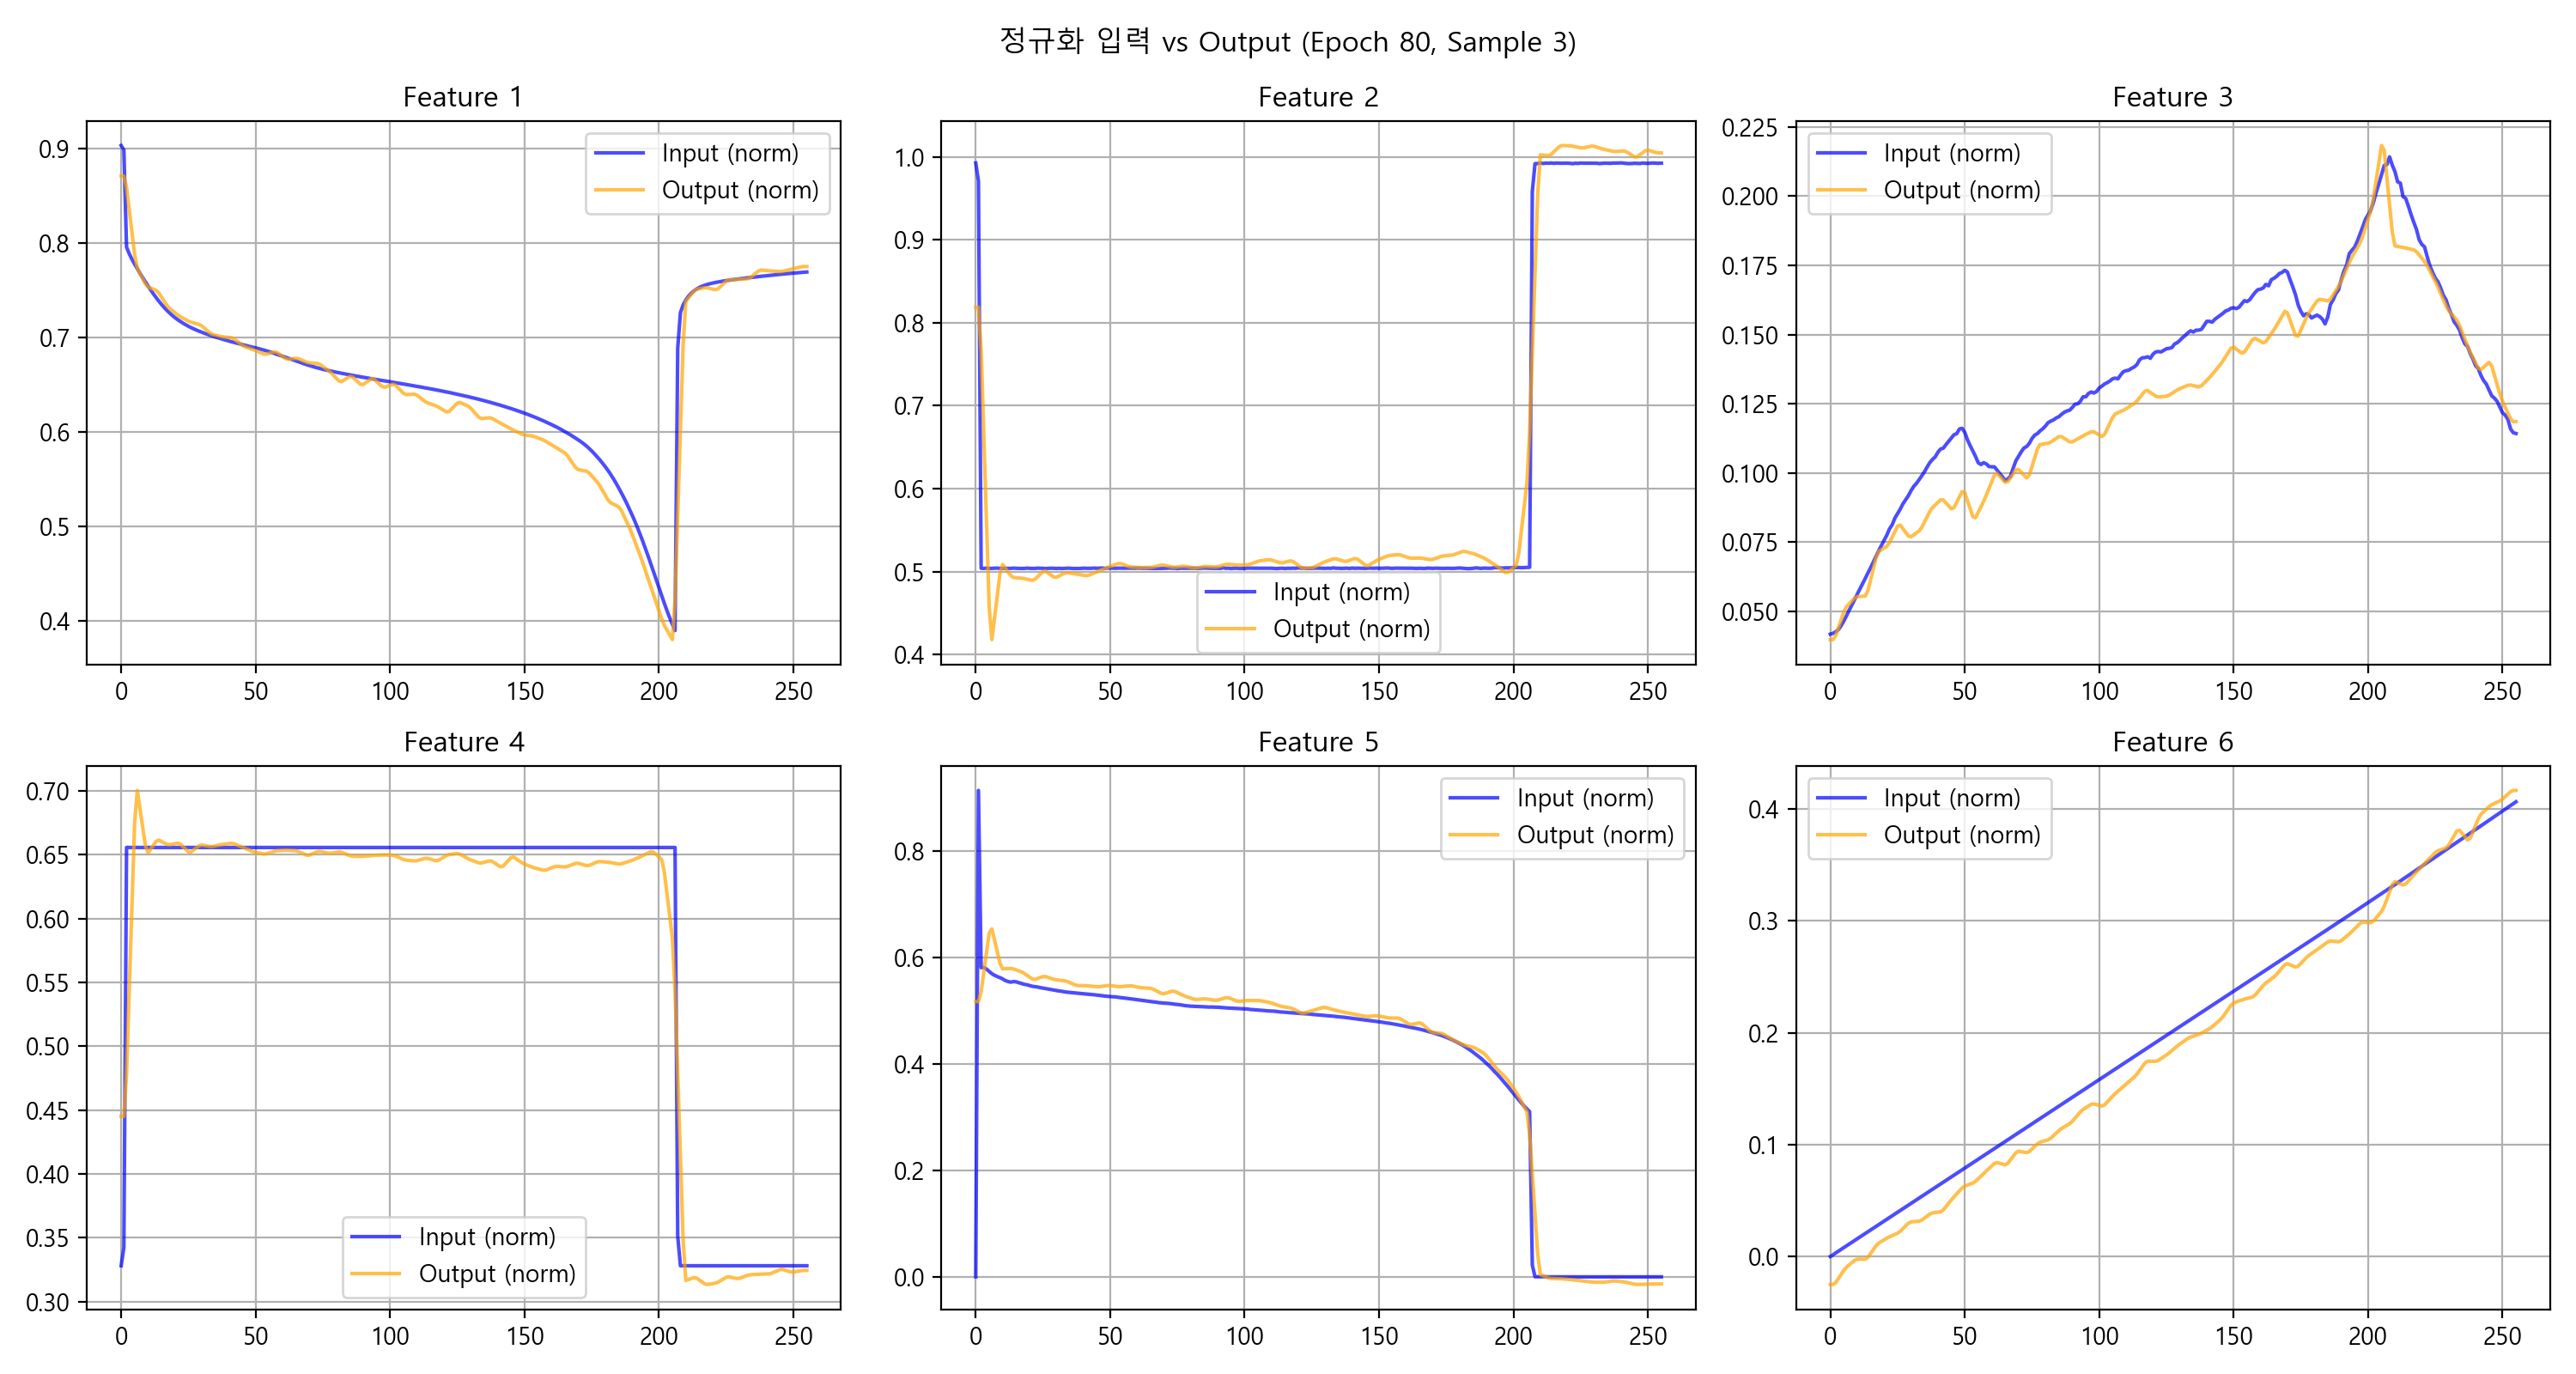 정규화 입력 vs Output (Epoch 80, Sample 3)
Feature 1
0.9
0.8
0.7
0.6
0.5
0.4
0 50 100 150 200 250
Input (norm)
Output (norm)
Feature 2
1.0
0.9
0.8
0.7
0.6
0.5
0.4
0 50 100 150 200 250
Input (norm)
Output (norm)
Feature 3
0.225
0.200
0.175
0.150
0.125
0.100
0.075
0.050
0 50 100 150 200 250
Input (norm)
Output (norm)
Feature 4
0.70
0.65
0.60
0.55
0.50
0.45
0.40
0.35
0.30
0 50 100 150 200 250
Input (norm)
Output (norm)
Feature 5
0.8
0.6
0.4
0.2
0.0
0 50 100 150 200 250
Input (norm)
Output (norm)
Feature 6
0.4
0.3
0.2
0.1
0.0
0 50 100 150 200 250
Input (norm)
Output (norm)